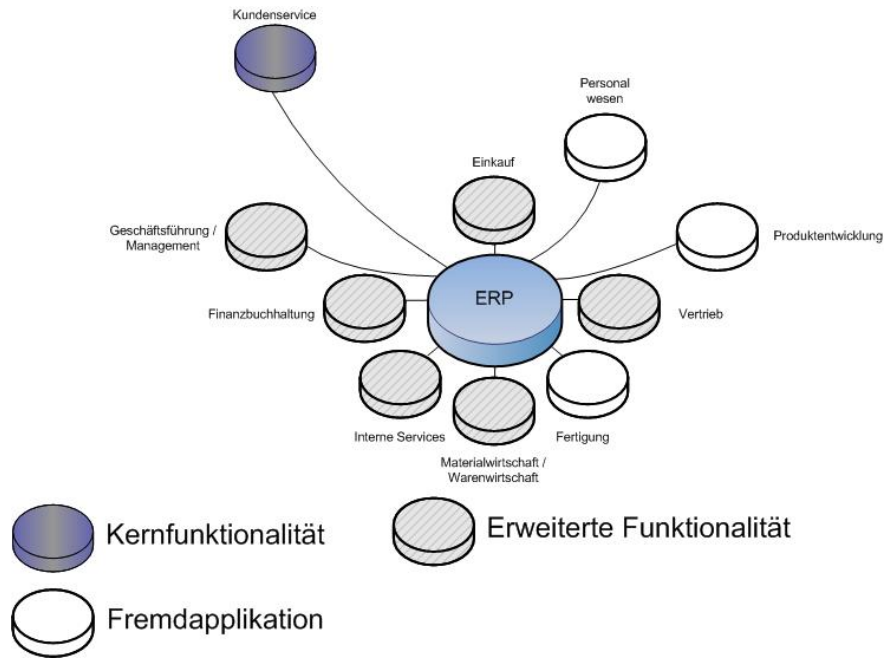 Kundenservice
Personal
wesen
Einkauf
Geschäftsführung /
Management
Produktentwicklung
ERP
Finanzbuchhaltung
Vertrieb
Interne Services
Fertigung
Materialwirtschaft /
Warenwirtschaft
Kernfunktionalität
Erweiterte Funktionalität
Fremdapplikation